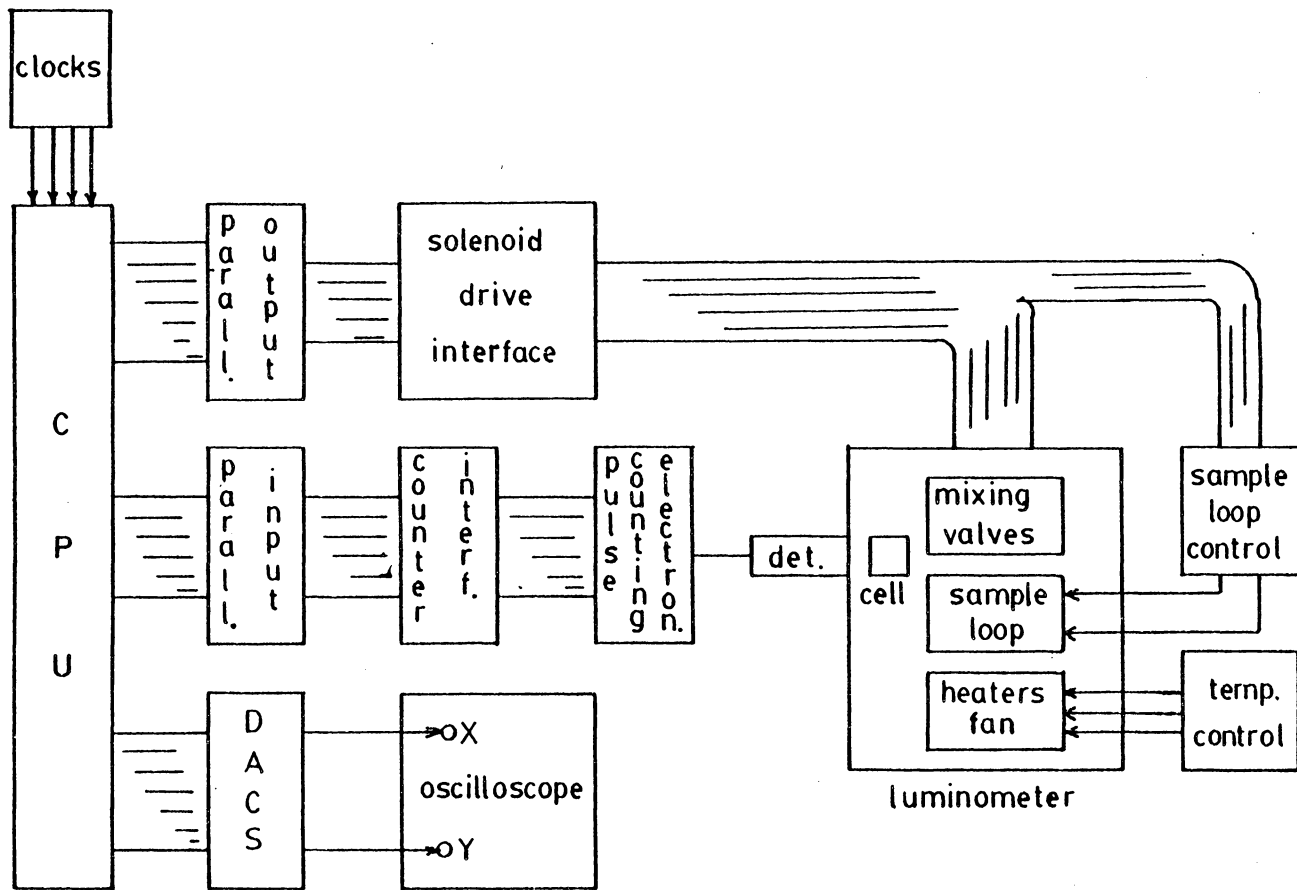 clocks
parall.
output
solenoid
drive
interface
C
P
U
parall.
input
counter
interf.
pulse
counting
electron.
det.
cell
mixing
valves
sample
loop
heaters
fan
luminometer
sample
loop
control
temp.
control
DACS
X
oscilloscope
Y